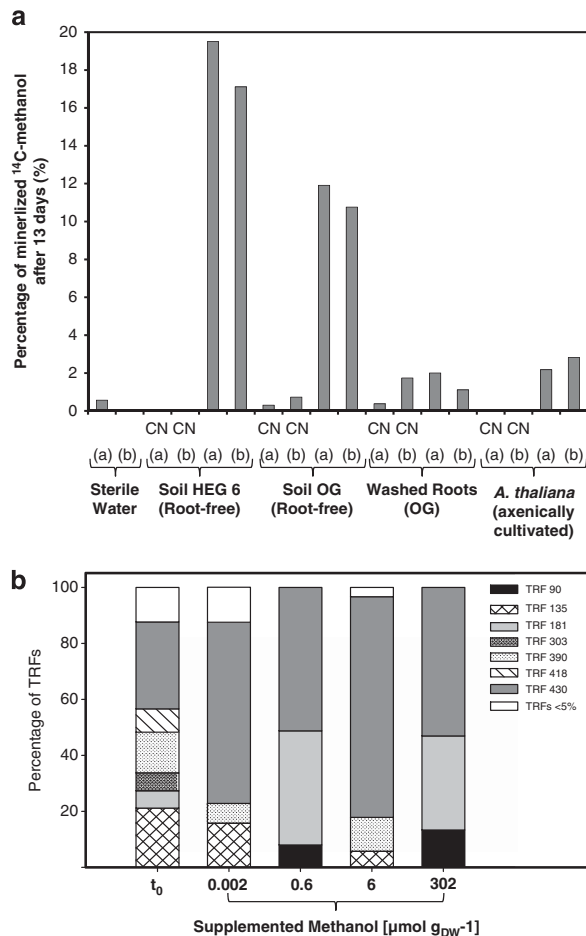 a
Percentage of minerlized ¹⁴C-methanol
after 13 days (%)
20
18
16
14
12
10
8
6
4
2
0
CN CN CN CN CN CN CN CN
(a) (b) (a) (b) (a) (b) (a) (b) (a) (b) (a) (b) (a) (b) (a) (b) (a) (b)
Sterile Soil HEG 6 Soil OG Washed Roots A. thaliana
Water (Root-free) (Root-free) (OG) (axenically
cultivated)
b
Percentage of TRFs
100
80
60
40
20
TRF 90
TRF 135
TRF 181
TRF 303
TRF 390
TRF 418
TRF 430
TRFs <5%
t₀ 0.002 0.6 6 302
Supplemented Methanol [µmol g_DW-1]